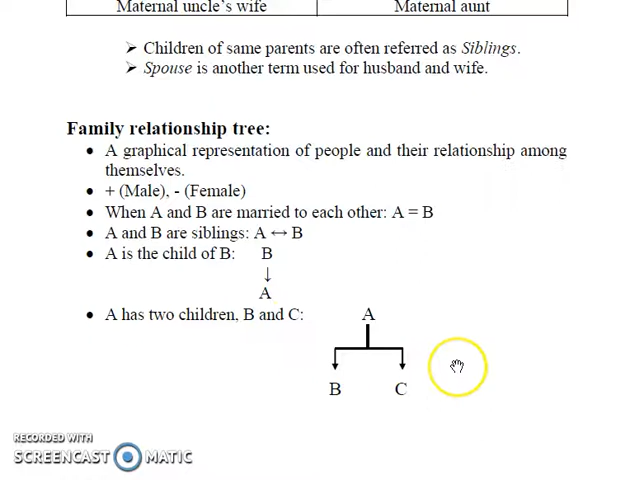 Maternal uncle's wife Maternal aunt
➢ Children of same parents are often referred as Siblings.
➢ Spouse is another term used for husband and wife.
Family relationship tree:
• A graphical representation of people and their relationship among
themselves.
• + (Male), - (Female)
• When A and B are married to each other: A = B
• A and B are siblings: A ↔ B
• A is the child of B: B
↓
A
• A has two children, B and C: A
B C
RECORDED WITH
SCREENCAST MATIC